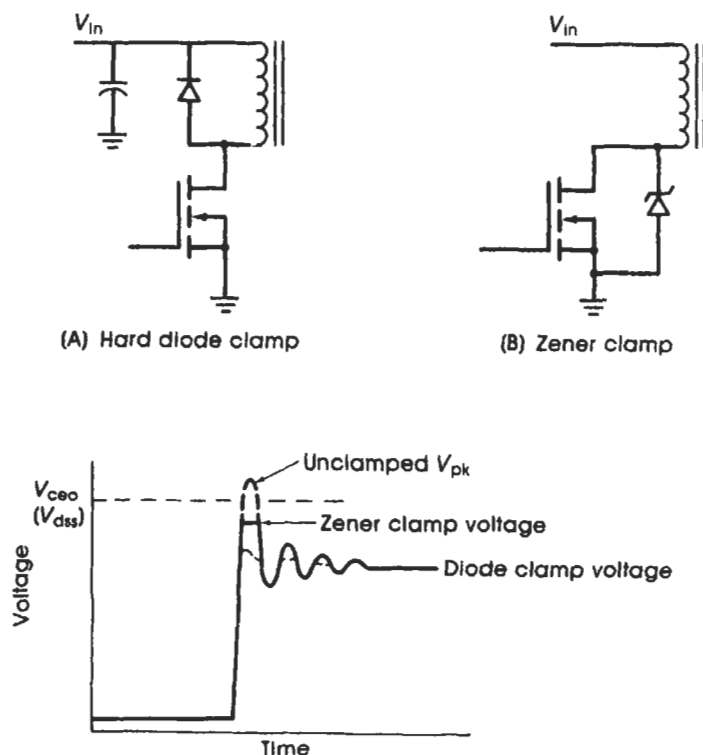 Vin
Vin
(A) Hard diode clamp
(B) Zener clamp
Unclamped Vpk
Vceo
(Vdss)
Zener clamp voltage
Diode clamp voltage
Voltage
Time